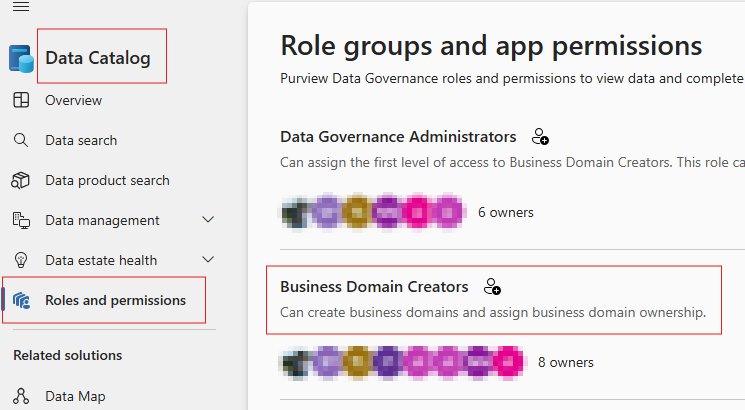 Data Catalog
Overview
Data search
Data product search
Data management
Data estate health
Roles and permissions
Related solutions
Data Map
Role groups and app permissions
Purview Data Governance roles and permissions to view data and complete
Data Governance Administrators
Can assign the first level of access to Business Domain Creators. This role ca
6 owners
Business Domain Creators
Can create business domains and assign business domain ownership.
8 owners